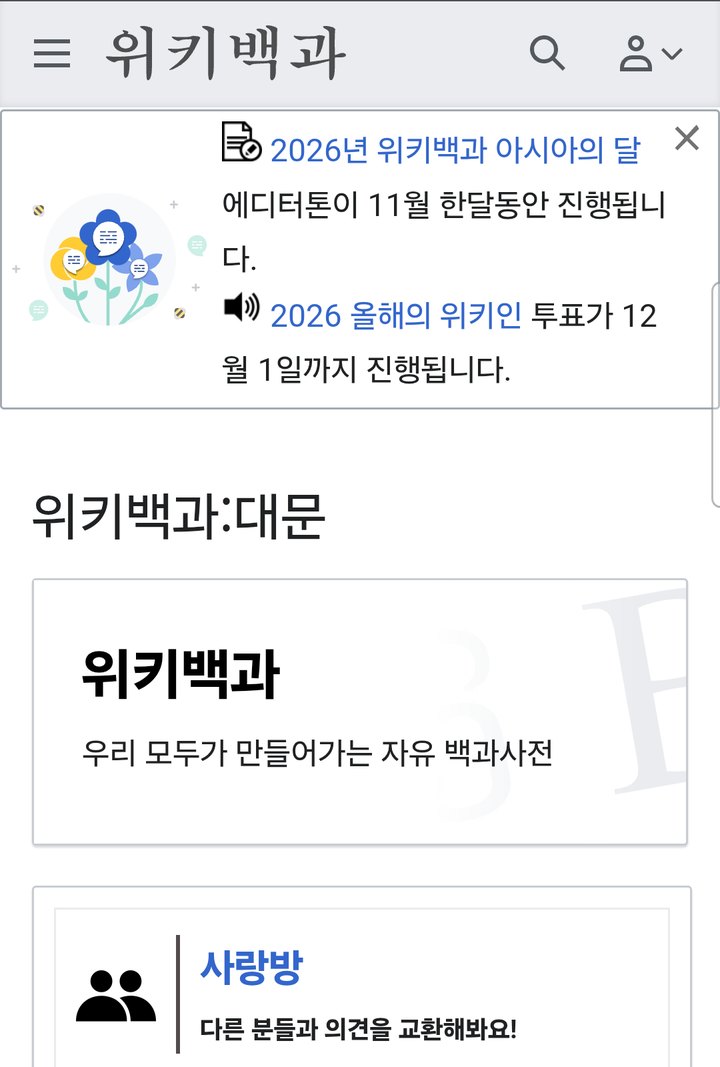 위키백과
2026년 위키백과 아시아의 달
에디터톤이 11월 한달동안 진행됩니
다.
2026 올해의 위키인 투표가 12
월 1일까지 진행됩니다.
위키백과:대문
위키백과
우리 모두가 만들어가는 자유 백과사전
사랑방
다른 분들과 의견을 교환해봐요!